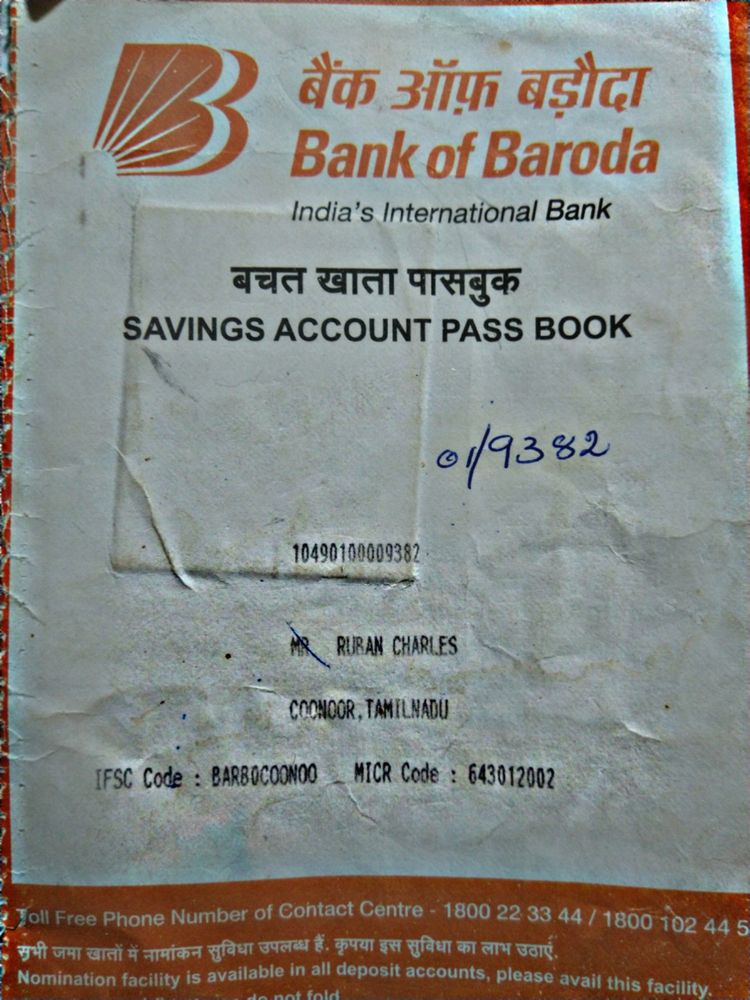 बैंक ऑफ़ बड़ौदा
Bank of Baroda
India's International Bank
बचत खाता पासबुक
SAVINGS ACCOUNT PASS BOOK
01/9382
10490100009382
MR RUBAN CHARLES
COONOOR,TAMILNADU
IFSC Code : BARB0COONOO MICR Code : 643012002
Toll Free Phone Number of Contact Centre - 1800 22 33 44 / 1800 102 44 5
सभी जमा खातों में नामांकन सुविधा उपलब्ध हैं. कृपया इस सुविधा का लाभ उठाएं.
Nomination facility is available in all deposit accounts, please avail this facility.
do not fold